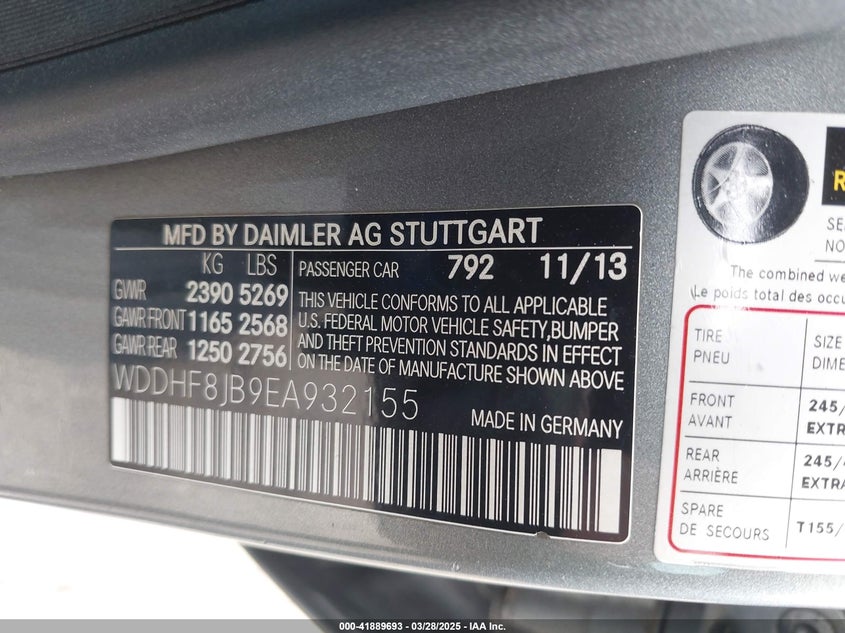 MFD BY DAIMLER AG STUTTGART
KG LBS
GVWR 2390 5269
GAWR FRONT 1165 2568
GAWR REAR 1250 2756
PASSENGER CAR 792 11/13
THIS VEHICLE CONFORMS TO ALL APPLICABLE
U.S. FEDERAL MOTOR VEHICLE SAFETY,BUMPER
AND THEFT PREVENTION STANDARDS IN EFFECT
ON THE DATE OF MANUFACTURE SHOWN ABOVE
WDDHF8JB9EA932155
MADE IN GERMANY
The combined we
Le poids total des occu
TIRE SIZE
PNEU DIME
FRONT 245/
AVANT EXTR
REAR 245/4
ARRIÈRE EXTRA
SPARE
DE SECOURS T155/
000-41889693 - 03/28/2025 - IAA Inc.